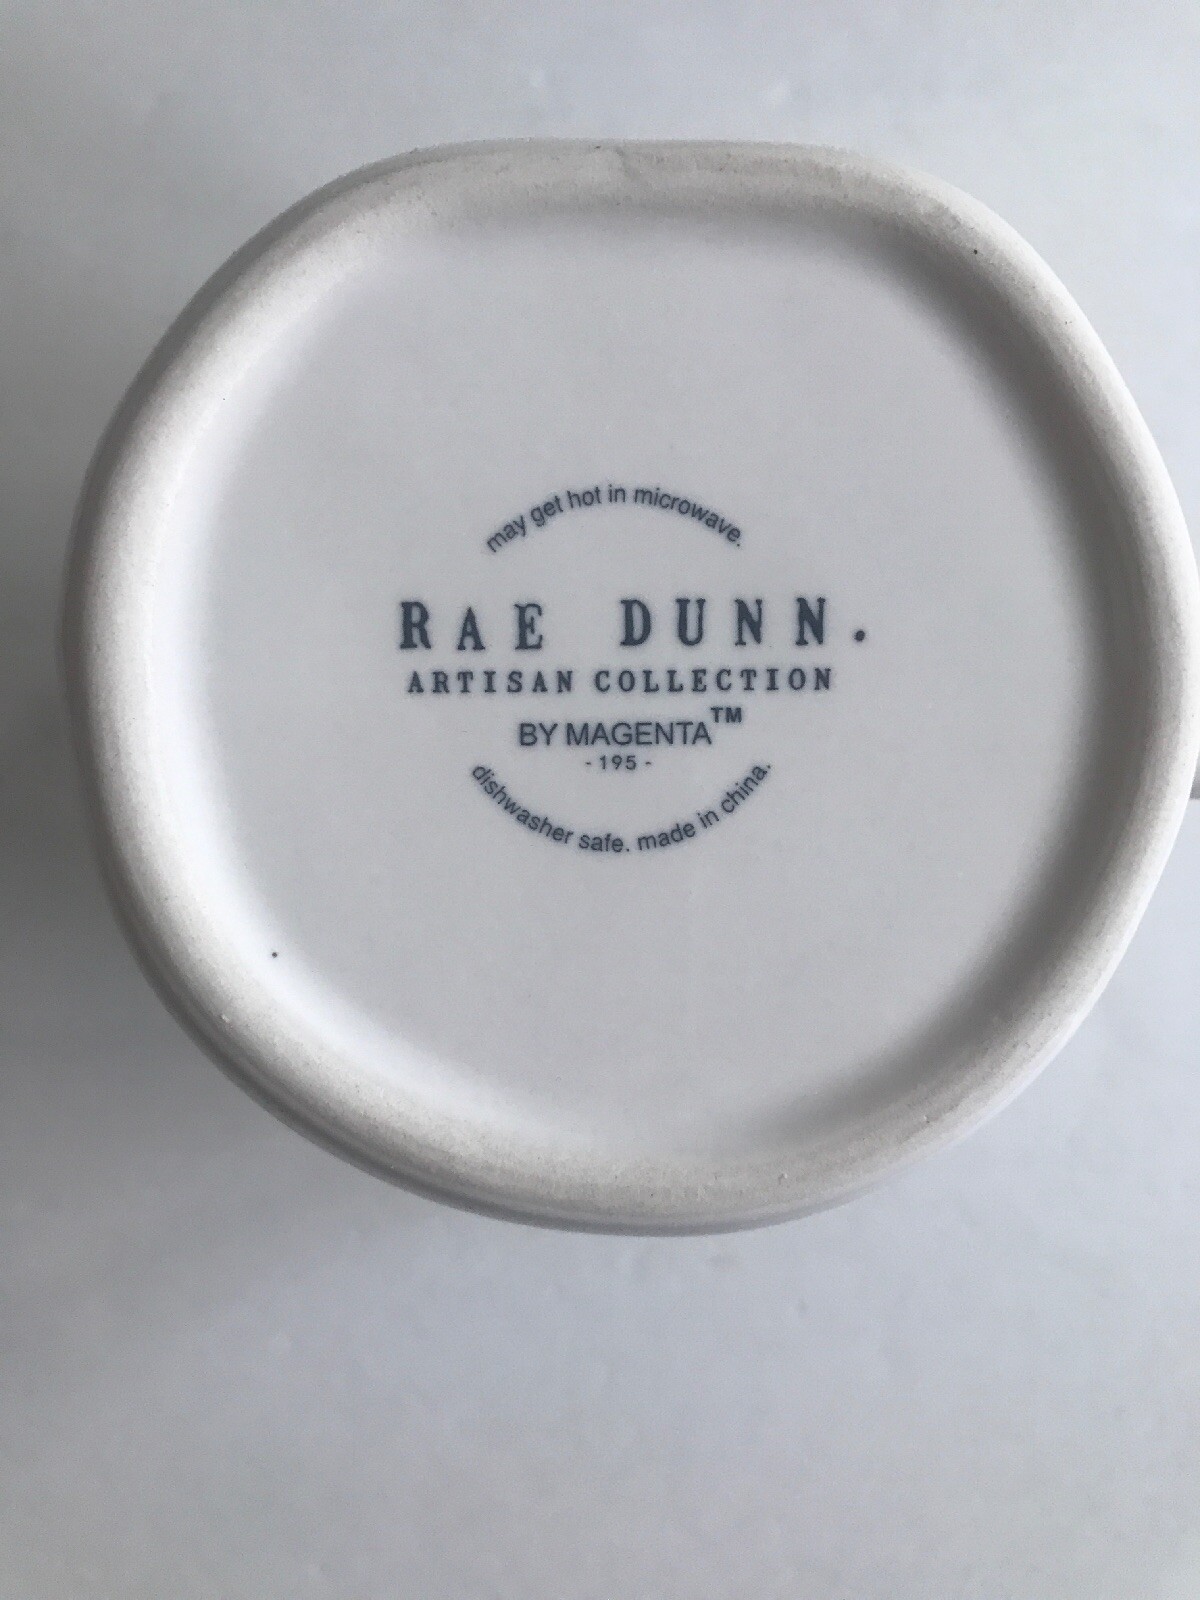 may get hot in microwave.
RAE DUNN.
ARTISAN COLLECTION
BY MAGENTA™
- 195 -
dishwasher safe. made in china.